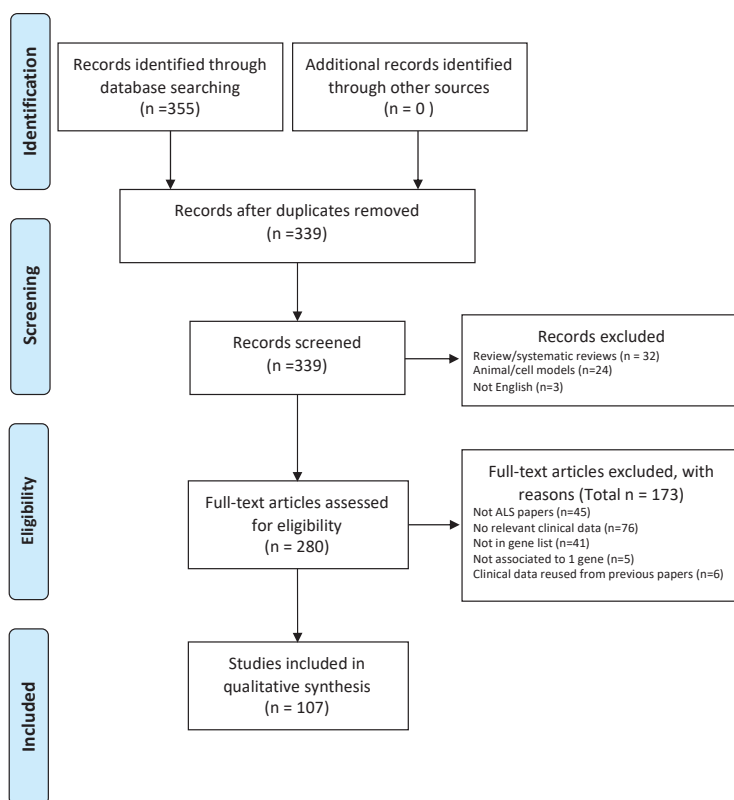 Identification
Records identified through
database searching
(n =355)
Additional records identified
through other sources
(n = 0 )
Records after duplicates removed
(n =339)
Screening
Records screened
(n =339)
Records excluded
Review/systematic reviews (n = 32)
Animal/cell models (n=24)
Not English (n=3)
Eligibility
Full-text articles assessed
for eligibility
(n = 280)
Full-text articles excluded, with
reasons (Total n = 173)
Not ALS papers (n=45)
No relevant clinical data (n=76)
Not in gene list (n=41)
Not associated to 1 gene (n=5)
Clinical data reused from previous papers (n=6)
Included
Studies included in
qualitative synthesis
(n = 107)